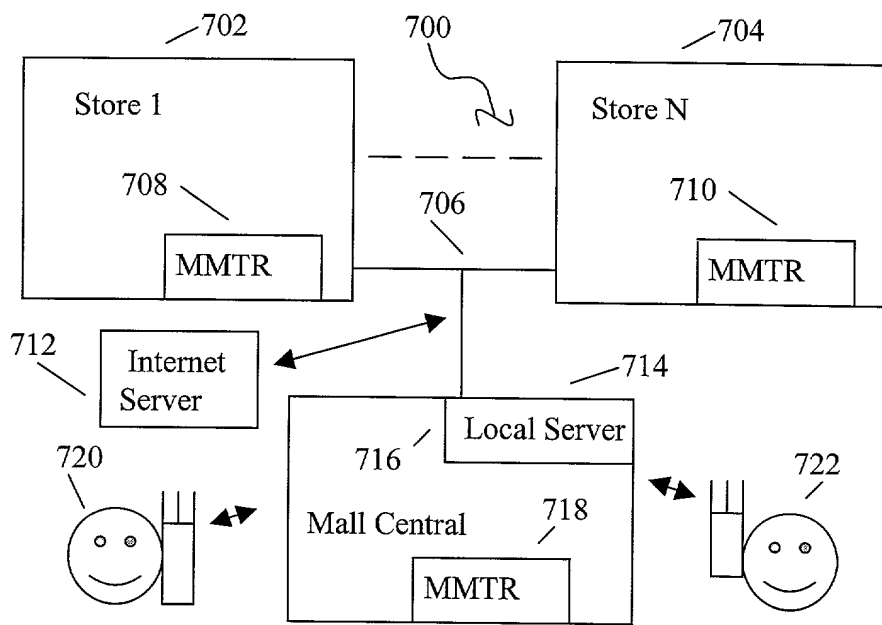 702
700
704
Store 1
Store N
708
706
710
MMTR
MMTR
712
Internet
Server
714
Local Server
716
720
722
718
Mall Central
MMTR